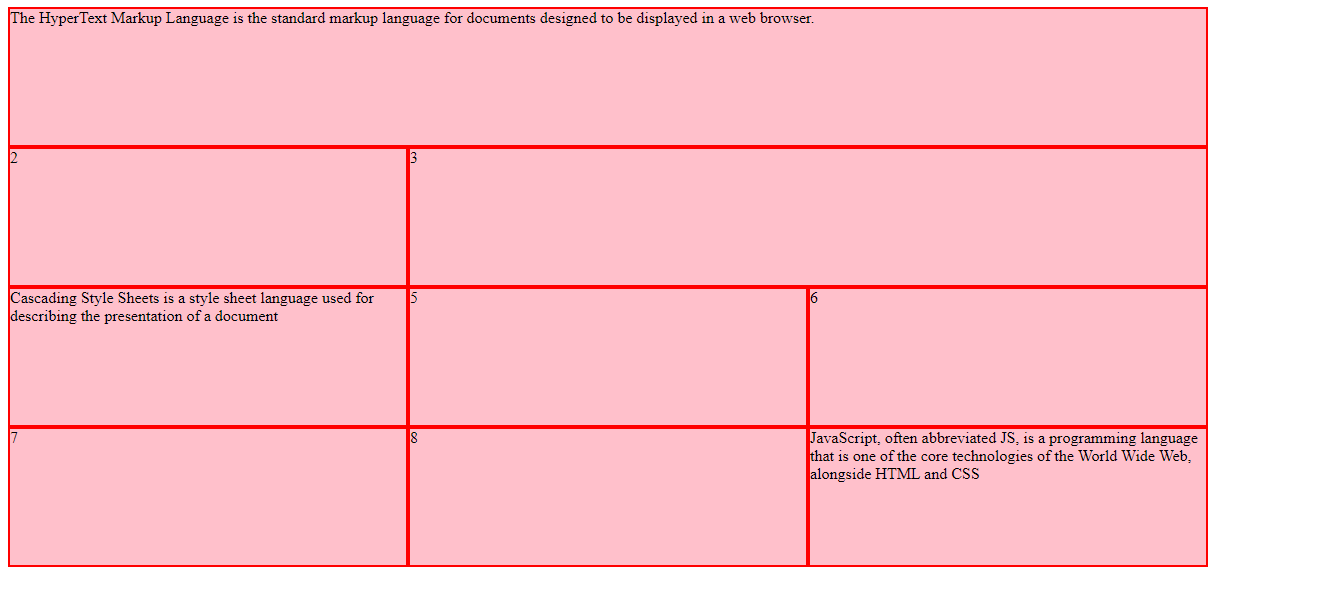 The HyperText Markup Language is the standard markup language for documents designed to be displayed in a web browser.
2
3
Cascading Style Sheets is a style sheet language used for
describing the presentation of a document
5
6
7
8
JavaScript, often abbreviated JS, is a programming language
that is one of the core technologies of the World Wide Web,
alongside HTML and CSS